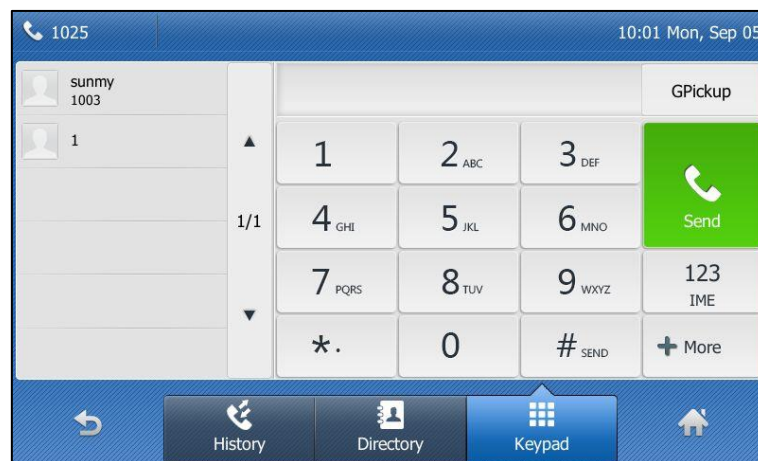 1025
10:01 Mon, Sep 05
sunmy
1003
1
1/1
GPickup
1
2 ABC
3 DEF
Send
4 GHI
5 JKL
6 MNO
7 PQRS
8 TUV
9 WXYZ
123
IME
*.
0
# SEND
+ More
History
Directory
Keypad